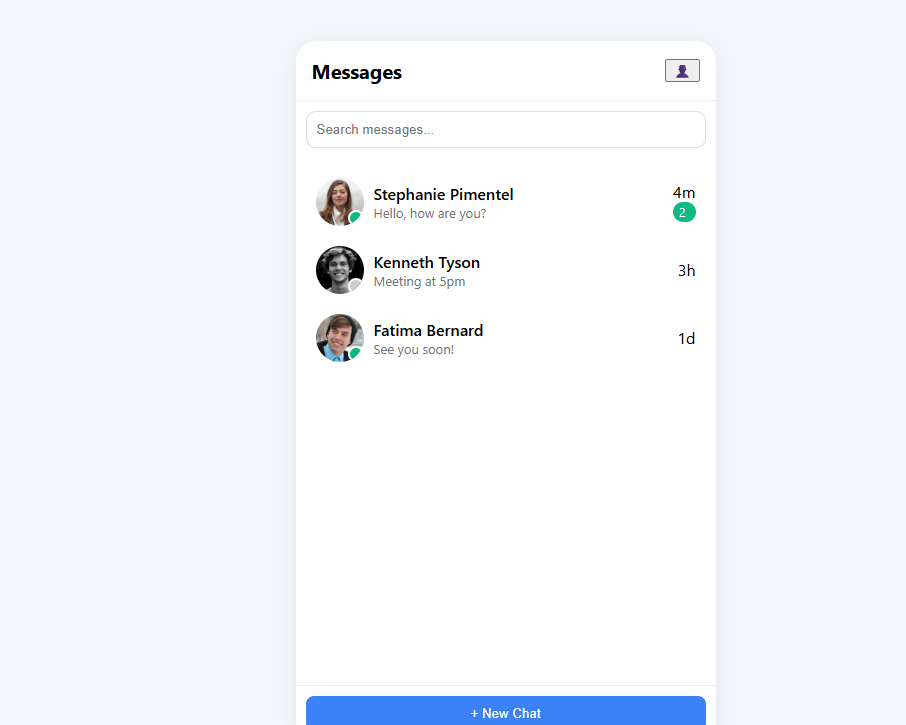 Messages
Search messages...
Stephanie Pimentel
4m
Hello, how are you?
2
Kenneth Tyson
Meeting at 5pm
3h
Fatima Bernard
See you soon!
1d
+ New Chat